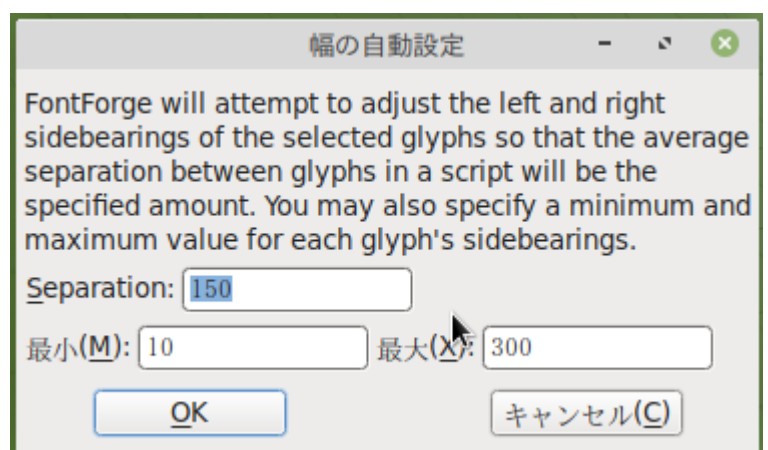 幅の自動設定
FontForge will attempt to adjust the left and right
sidebearings of the selected glyphs so that the average
separation between glyphs in a script will be the
specified amount. You may also specify a minimum and
maximum value for each glyph's sidebearings.
Separation: 150
最小(M): 10 最大(X): 300
OK キャンセル(C)